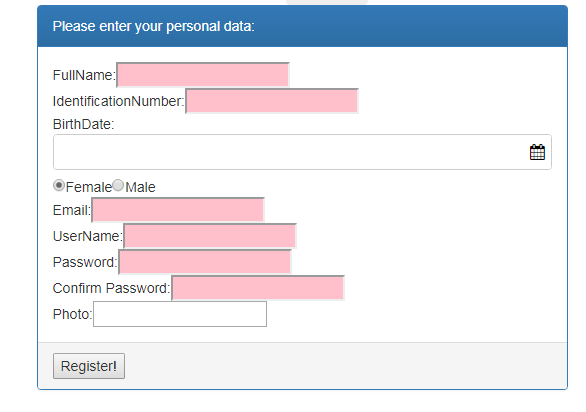 Please enter your personal data:
FullName:
IdentificationNumber:
BirthDate:
Female Male
Email:
UserName:
Password:
Confirm Password:
Photo:
Register!